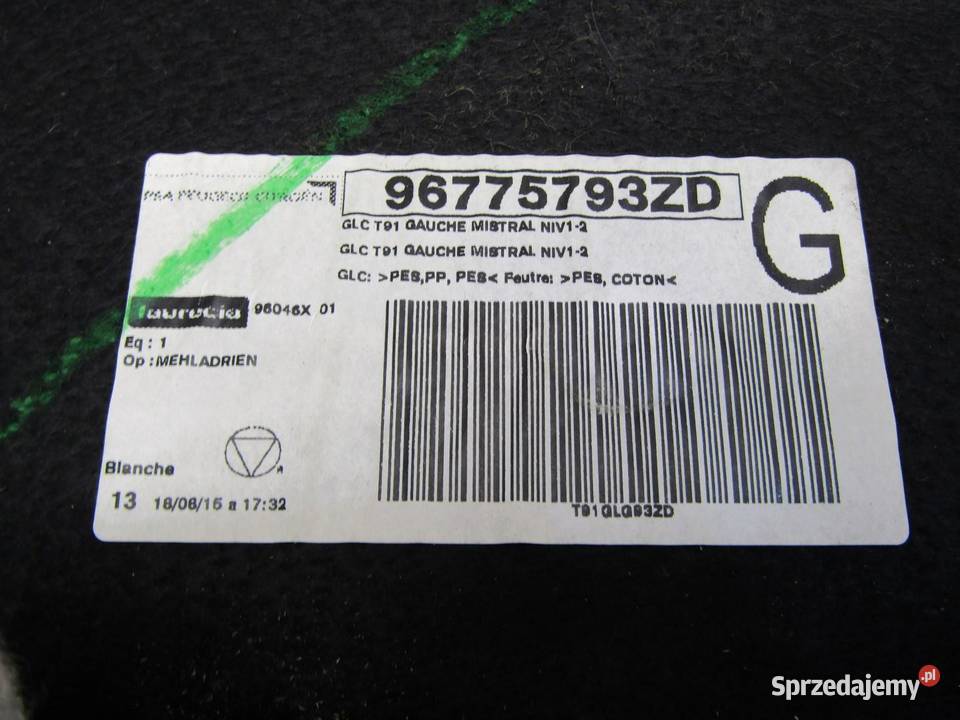 PSA PEUGEOT CITROËN
96775793ZD
G
GLC T91 GAUCHE MISTRAL NIV1-2
GLC T91 GAUCHE MISTRAL NIV1-2
GLC: >PES,PP, PES< Feutre: >PES, COTON<
faurecia 96046X 01
Eq : 1
Op :MEHLADRIEN
Blanche
13 18/06/15 a 17:32
T91GLG93ZD
Sprzedajemy.pl